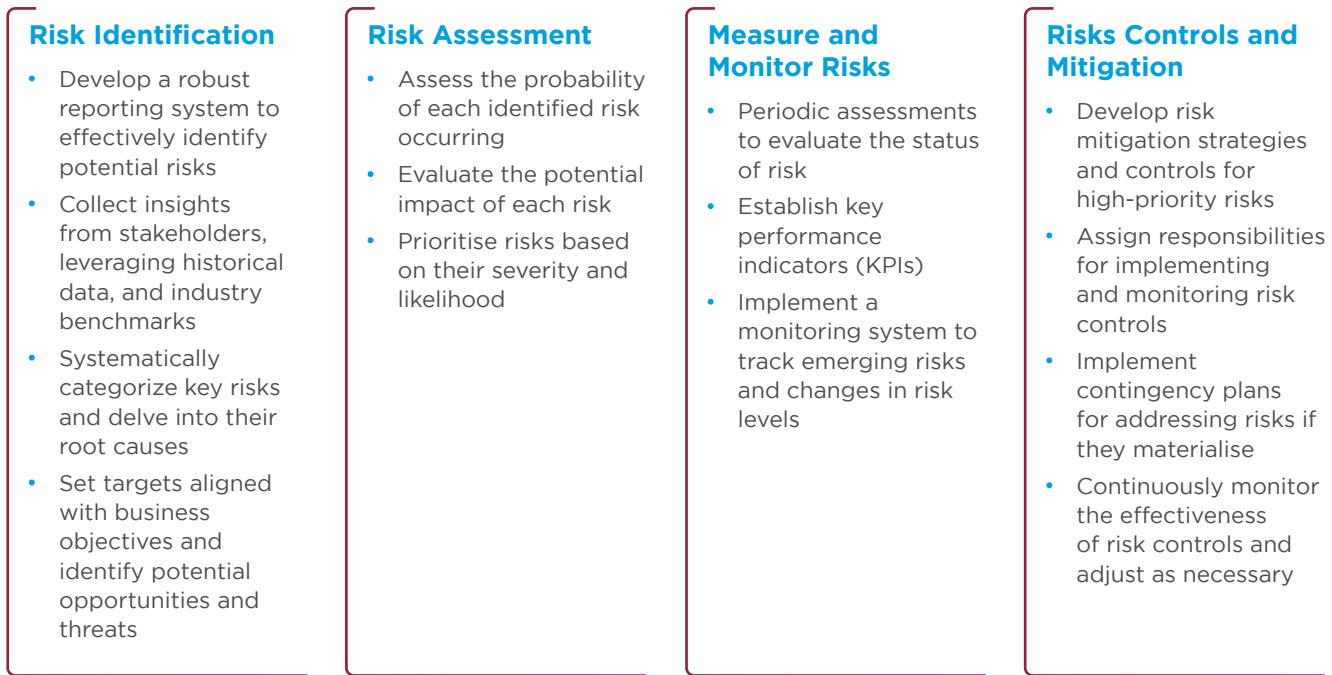 Risk Identification
• Develop a robust
reporting system to
effectively identify
potential risks
• Collect insights
from stakeholders,
leveraging historical
data, and industry
benchmarks
• Systematically
categorize key risks
and delve into their
root causes
• Set targets aligned
with business
objectives and
identify potential
opportunities and
threats
Risk Assessment
• Assess the probability
of each identified risk
occurring
• Evaluate the potential
impact of each risk
• Prioritise risks based
on their severity and
likelihood
Measure and
Monitor Risks
• Periodic assessments
to evaluate the status
of risk
• Establish key
performance
indicators (KPIs)
• Implement a
monitoring system to
track emerging risks
and changes in risk
levels
Risks Controls and
Mitigation
• Develop risk
mitigation strategies
and controls for
high-priority risks
• Assign responsibilities
for implementing
and monitoring risk
controls
• Implement
contingency plans
for addressing risks if
they materialise
• Continuously monitor
the effectiveness
of risk controls and
adjust as necessary